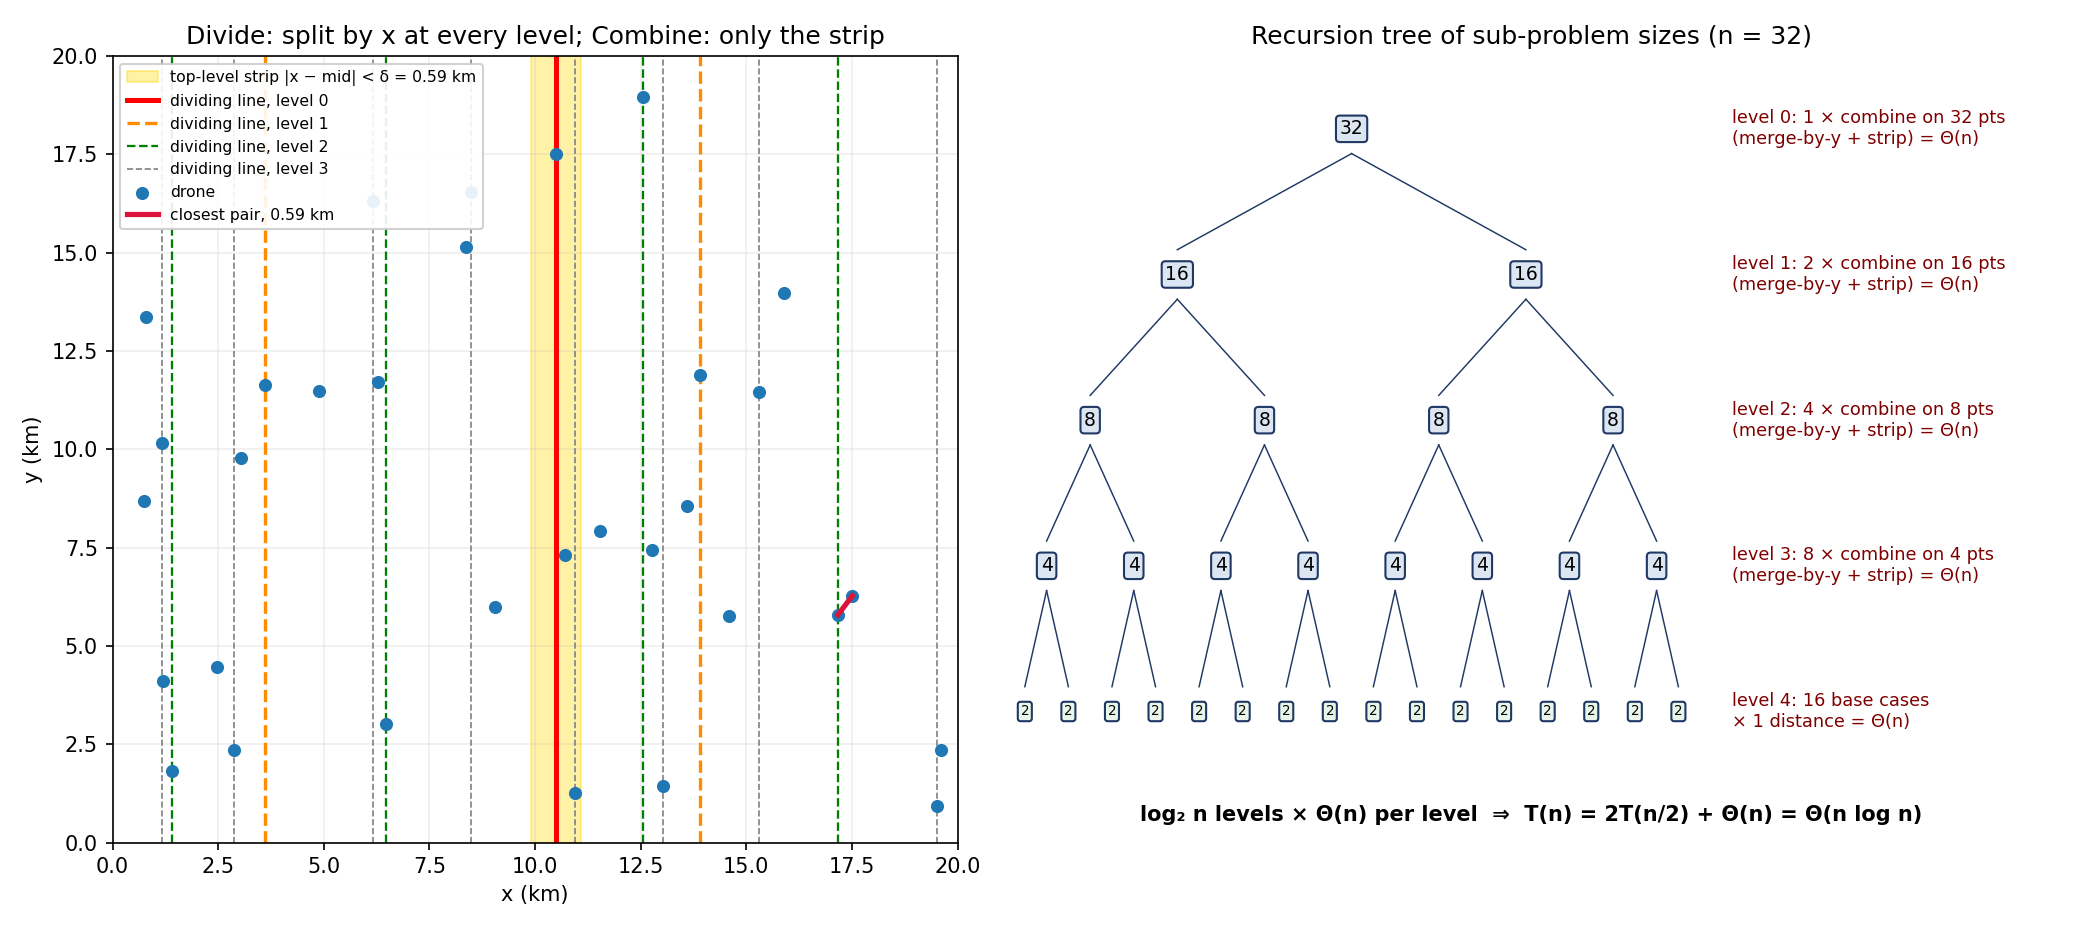 Divide: split by x at every level; Combine: only the strip
20.0
17.5
15.0
12.5
10.0
7.5
5.0
2.5
0.0
y (km)
top-level strip |x − mid| < δ = 0.59 km
dividing line, level 0
dividing line, level 1
dividing line, level 2
dividing line, level 3
drone
closest pair, 0.59 km
0.0 2.5 5.0 7.5 10.0 12.5 15.0 17.5 20.0
x (km)
Recursion tree of sub-problem sizes (n = 32)
32
level 0: 1 × combine on 32 pts
(merge-by-y + strip) = Θ(n)
16 16
level 1: 2 × combine on 16 pts
(merge-by-y + strip) = Θ(n)
8 8 8 8
level 2: 4 × combine on 8 pts
(merge-by-y + strip) = Θ(n)
4 4 4 4 4 4 4 4
level 3: 8 × combine on 4 pts
(merge-by-y + strip) = Θ(n)
2 2 2 2 2 2 2 2 2 2 2 2 2 2 2 2
level 4: 16 base cases
× 1 distance = Θ(n)
log₂ n levels × Θ(n) per level ⇒ T(n) = 2T(n/2) + Θ(n) = Θ(n log n)